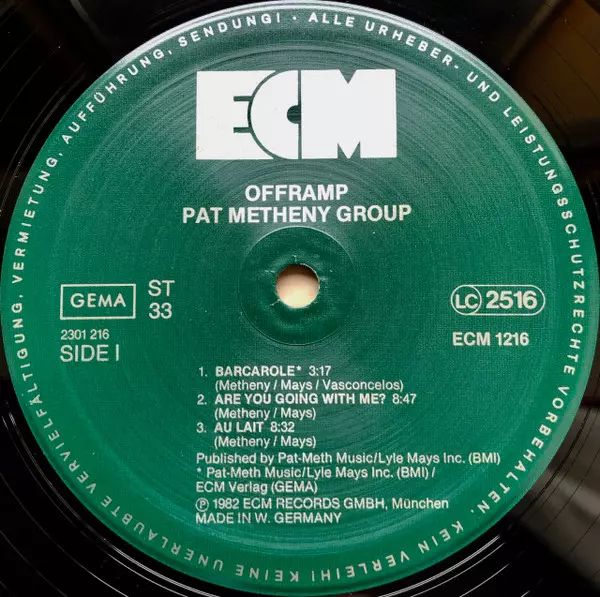 ALLE URHEBER- UND LEISTUNGSSCHUTZRECHTE VORBEHALTEN. KEIN VERLEIH! KEINE UNERLAUBTE VERVIELFÄLTIGUNG, VERMIETUNG, AUFFÜHRUNG, SENDUNG! ·
ECM
OFFRAMP
PAT METHENY GROUP
GEMA
ST
33
LC 2516
2301 216
SIDE I
ECM 1216
1. BARCAROLE* 3:17
(Metheny / Mays / Vasconcelos)
2. ARE YOU GOING WITH ME? 8:47
(Metheny / Mays)
3. AU LAIT 8:32
(Metheny / Mays)
Published by Pat-Meth Music/Lyle Mays Inc. (BMI)
* Pat-Meth Music/Lyle Mays Inc. (BMI) /
ECM Verlag (GEMA)
℗ 1982 ECM RECORDS GMBH, München
MADE IN W. GERMANY